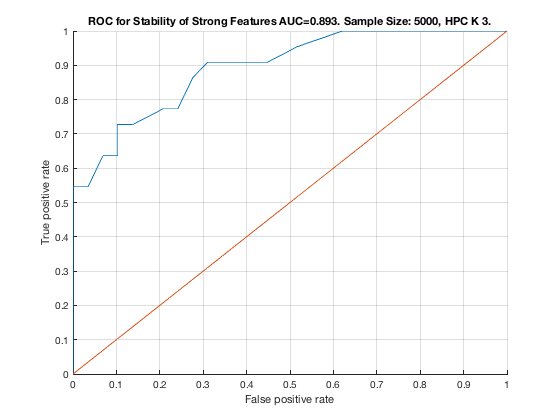 ROC for Stability of Strong Features AUC=0.893. Sample Size: 5000, HPC K 3.
1
0.9
0.8
0.7
0.6
0.5
0.4
0.3
0.2
0.1
0
True positive rate
0 0.1 0.2 0.3 0.4 0.5 0.6 0.7 0.8 0.9 1
False positive rate